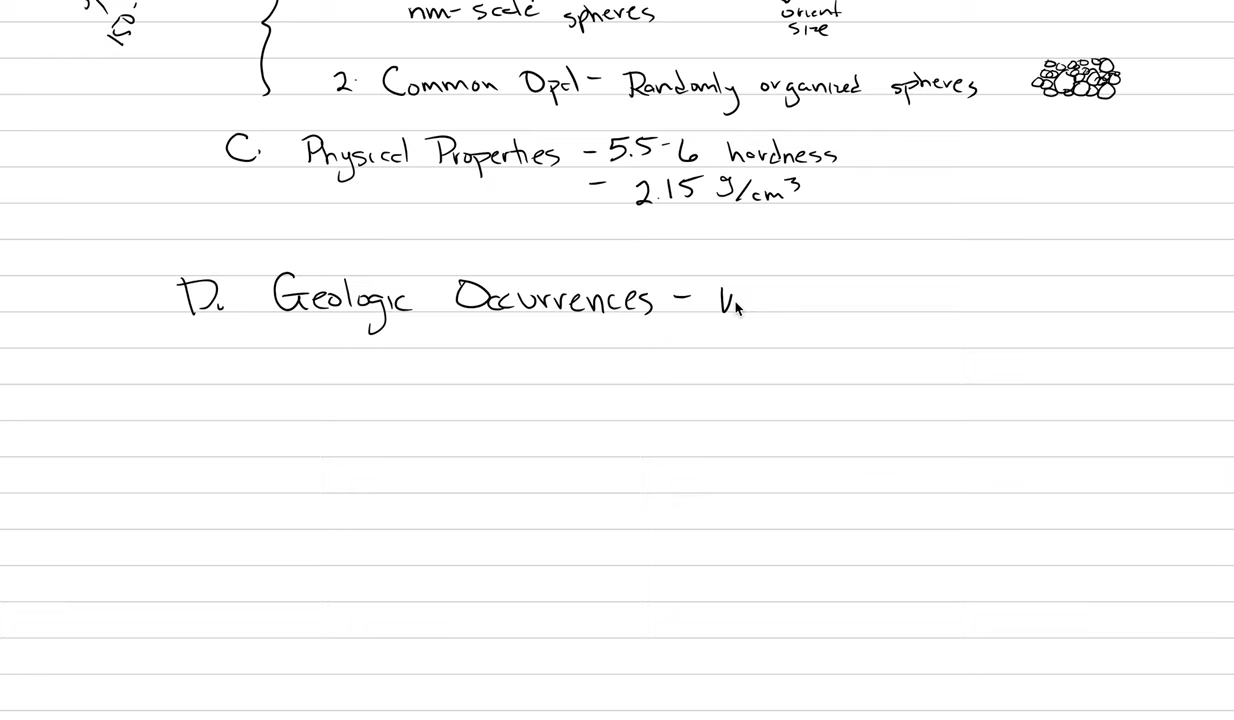 nm-scale spheres
orient
size
2. Common Opal - Randomly organized spheres
C. Physical Properties - 5.5-6 hardness
- 2.15 g/cm³
D. Geologic Occurrences -